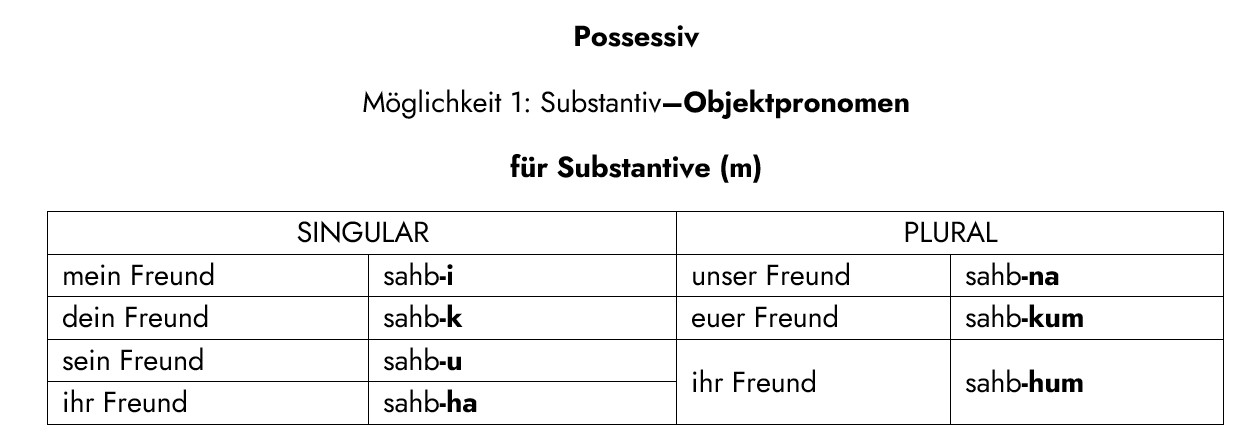 Possessiv
Möglichkeit 1: Substantiv–Objektpronomen
für Substantive (m)
SINGULAR PLURAL
mein Freund sahb-i unser Freund sahb-na
dein Freund sahb-k euer Freund sahb-kum
sein Freund sahb-u
ihr Freund sahb-hum
ihr Freund sahb-ha